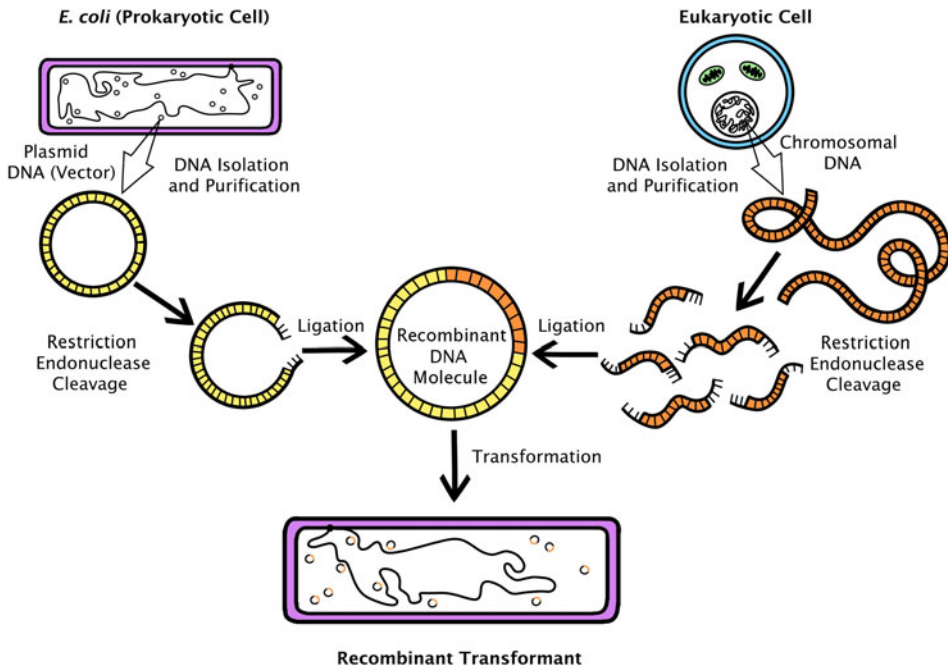 E. coli (Prokaryotic Cell)
Eukaryotic Cell
Plasmid
DNA (Vector)
DNA Isolation
and Purification
DNA Isolation
and Purification
Chromosomal
DNA
Restriction
Endonuclease
Cleavage
Ligation
Recombinant
DNA
Molecule
Ligation
Restriction
Endonuclease
Cleavage
Transformation
Recombinant Transformant